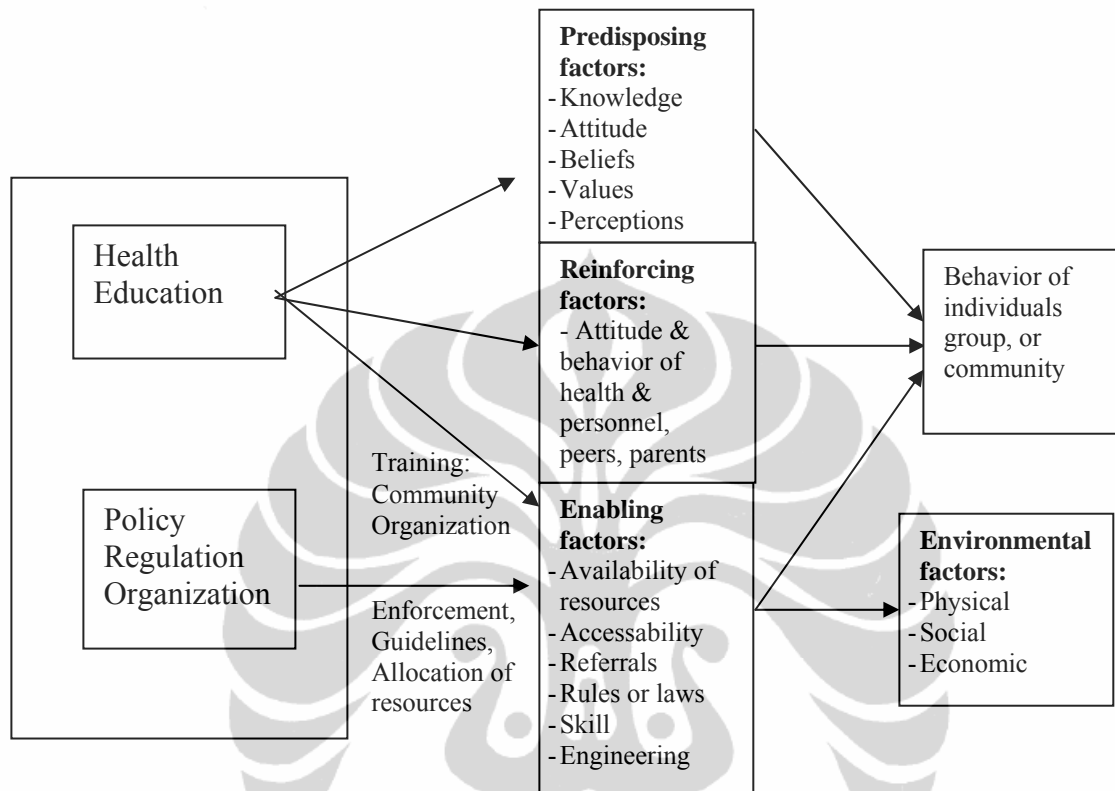 Health
Education
Policy
Regulation
Organization
Training:
Community
Organization
Enforcement,
Guidelines,
Allocation of
resources
Predisposing
factors:
- Knowledge
- Attitude
- Beliefs
- Values
- Perceptions
Reinforcing
factors:
- Attitude &
behavior of
health &
personnel,
peers, parents
Enabling
factors:
- Availability of
resources
- Accessability
- Referrals
- Rules or laws
- Skill
- Engineering
Behavior of
individuals
group, or
community
Environmental
factors:
- Physical
- Social
- Economic